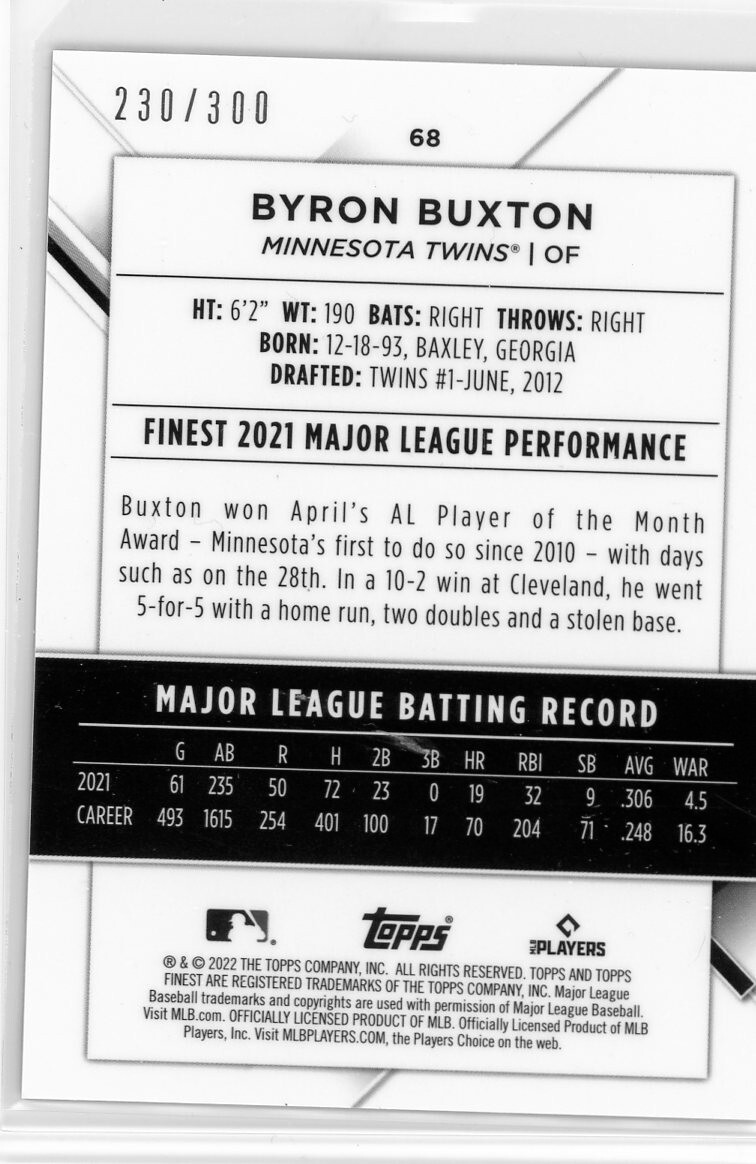 230/300
68
BYRON BUXTON
MINNESOTA TWINS® | OF
HT: 6'2" WT: 190 BATS: RIGHT THROWS: RIGHT
BORN: 12-18-93, BAXLEY, GEORGIA
DRAFTED: TWINS #1-JUNE, 2012
FINEST 2021 MAJOR LEAGUE PERFORMANCE
Buxton won April's AL Player of the Month
Award – Minnesota's first to do so since 2010 – with days
such as on the 28th. In a 10-2 win at Cleveland, he went
5-for-5 with a home run, two doubles and a stolen base.
MAJOR LEAGUE BATTING RECORD
G AB R H 2B 3B HR RBI SB AVG WAR
2021 61 235 50 72 23 0 19 32 9 .306 4.5
CAREER 493 1615 254 401 100 17 70 204 71 .248 16.3
Topps® MLB PLAYERS
® & © 2022 THE TOPPS COMPANY, INC. ALL RIGHTS RESERVED. TOPPS AND TOPPS
FINEST ARE REGISTERED TRADEMARKS OF THE TOPPS COMPANY, INC. Major League
Baseball trademarks and copyrights are used with permission of Major League Baseball.
Visit MLB.com. OFFICIALLY LICENSED PRODUCT OF MLB. Officially Licensed Product of MLB
Players, Inc. Visit MLBPLAYERS.COM, the Players Choice on the web.